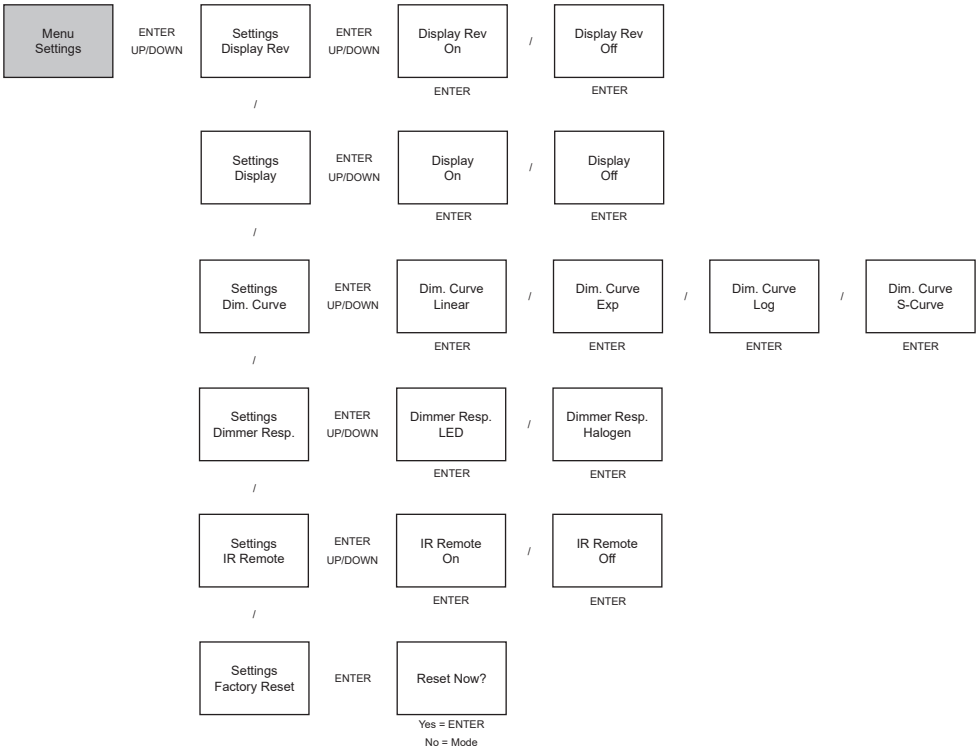 Menu
Settings
ENTER
UP/DOWN
Settings
Display Rev
ENTER
UP/DOWN
Display Rev
On
ENTER
/
Display Rev
Off
ENTER
/
Settings
Display
ENTER
UP/DOWN
Display
On
ENTER
/
Display
Off
ENTER
/
Settings
Dim. Curve
ENTER
UP/DOWN
Dim. Curve
Linear
ENTER
/
Dim. Curve
Exp
ENTER
/
Dim. Curve
Log
ENTER
/
Dim. Curve
S-Curve
ENTER
/
Settings
Dimmer Resp.
ENTER
UP/DOWN
Dimmer Resp.
LED
ENTER
/
Dimmer Resp.
Halogen
ENTER
/
Settings
IR Remote
ENTER
UP/DOWN
IR Remote
On
ENTER
/
IR Remote
Off
ENTER
/
Settings
Factory Reset
ENTER
Reset Now?
Yes = ENTER
No = Mode